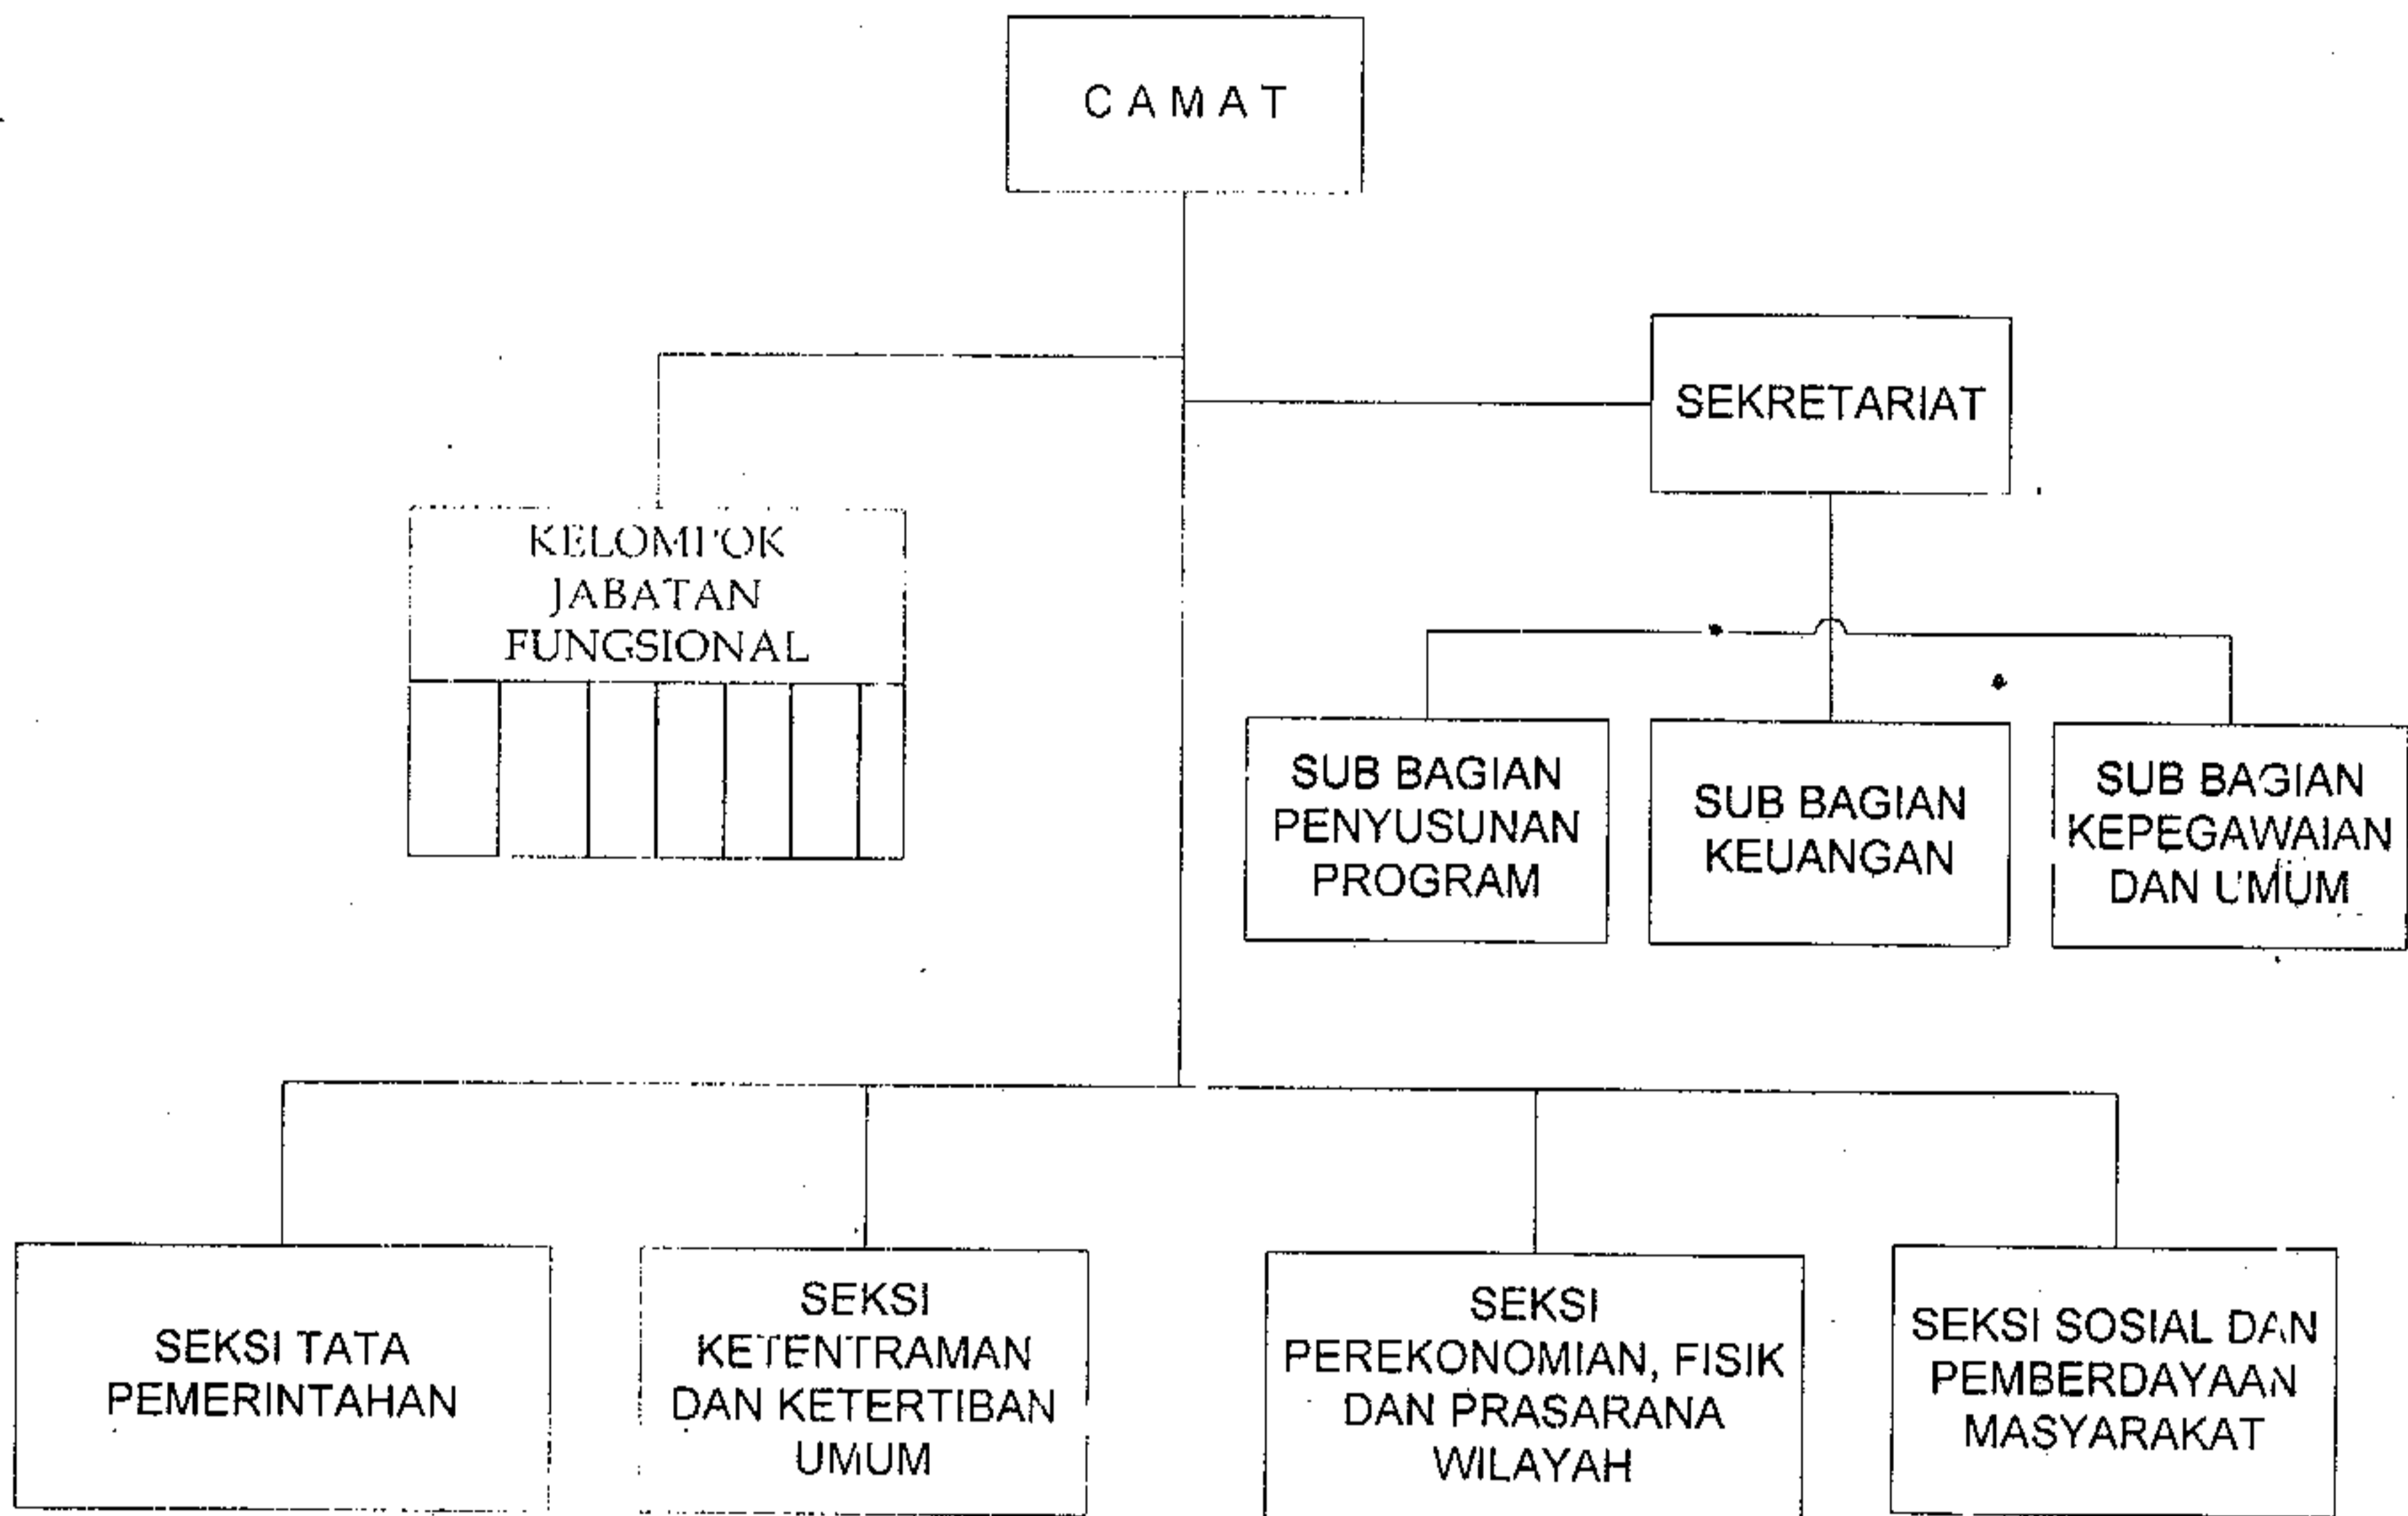 C A M A T
SEKRETARIAT
KELOMPOK
JABATAN
FUNGSIONAL
SUB BAGIAN
PENYUSUNAN
PROGRAM
SUB BAGIAN
KEUANGAN
SUB BAGIAN
KEPEGAWAIAN
DAN UMUM
SEKSI TATA
PEMERINTAHAN
SEKSI
KETENTRAMAN
DAN KETERTIBAN
UMUM
SEKSI
PEREKONOMIAN, FISIK
DAN PRASARANA
WILAYAH
SEKSI SOSIAL DAN
PEMBERDAYAAN
MASYARAKAT